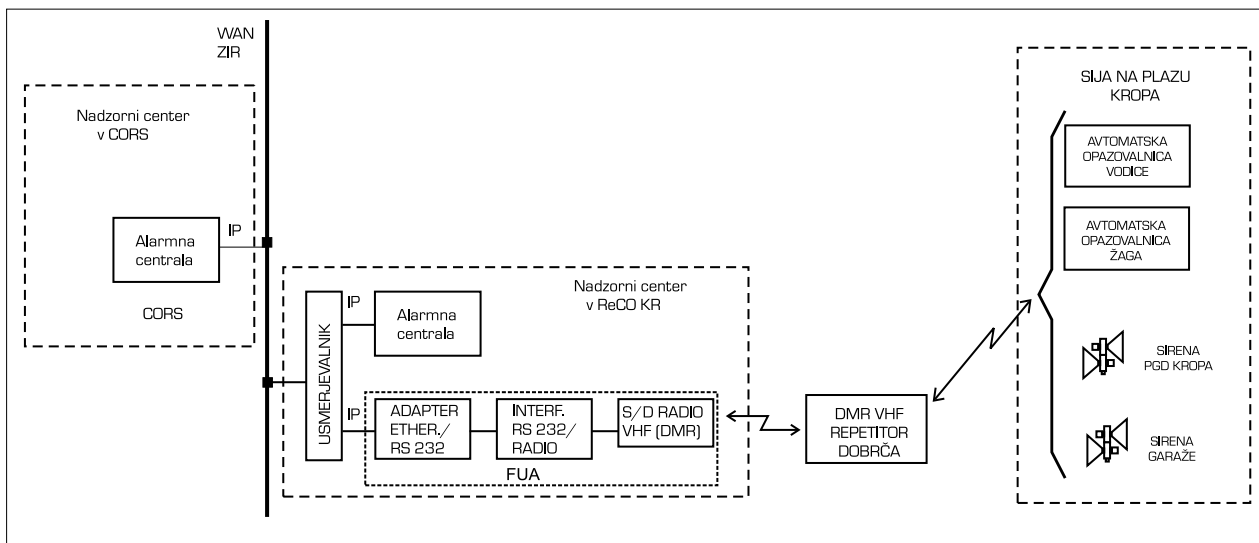 WAN
ZIR
Nadzorni center
v CORS
IP
Alarmna
centrala
CORS
Nadzorni center
v ReCO KR
USMERJEVALNIK
IP
Alarmna
centrala
IP
ADAPTER
ETHER./
RS 232
INTERF.
RS 232/
RADIO
S/D RADIO
VHF (DMR)
FUA
DMR VHF
REPETITOR
DOBRČA
SIJA NA PLAZU
KROPA
AVTOMATSKA
OPAZOVALNICA
VODICE
AVTOMATSKA
OPAZOVALNICA
ŽAGA
SIRENA
PGD KROPA
SIRENA
GARAŽE